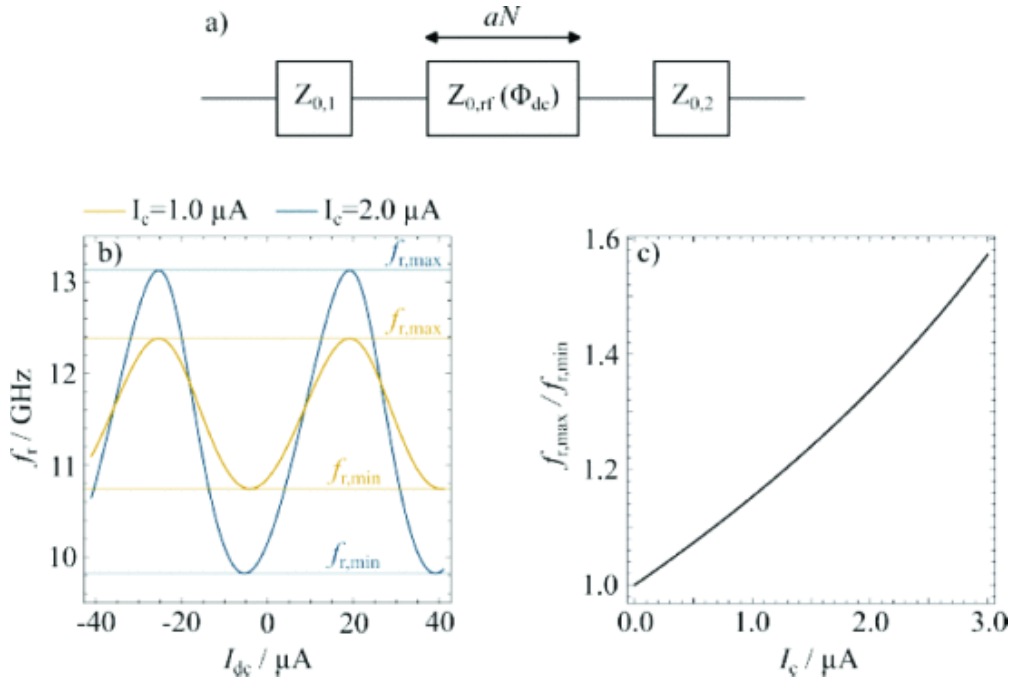 a)
aN
Z0,1
Z0,rf (Φdc)
Z0,2
Ic=1.0 µA
Ic=2.0 µA
b)
fr,max
fr,max
fr,min
fr,min
13
12
11
10
fr / GHz
-40
-20
0
20
40
Idc / µA
c)
1.6
1.4
1.2
1.0
fr,max / fr,min
0.0
1.0
2.0
3.0
Ic / µA